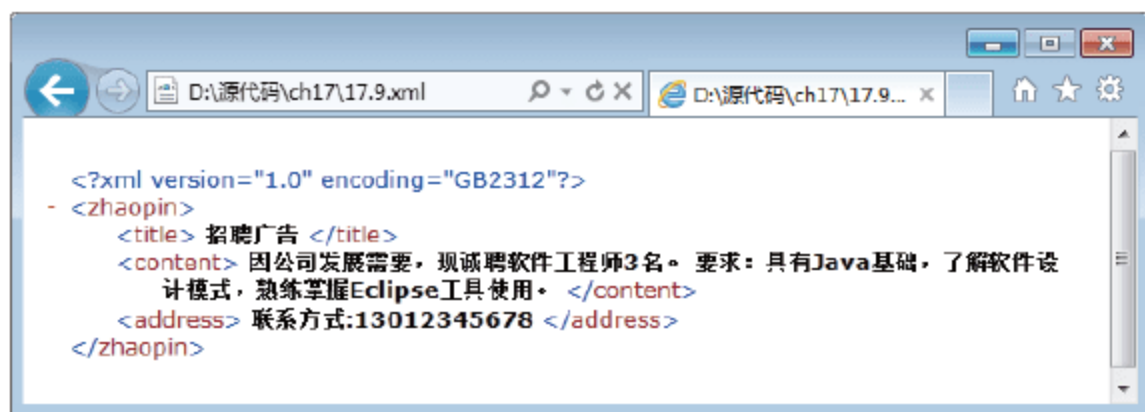 D:\源代码\ch17\17.9.xml
D:\源代码\ch17\17.9...
<?xml version="1.0" encoding="GB2312"?>
- <zhaopin>
<title> 招聘广告 </title>
<content> 因公司发展需要，现诚聘软件工程师3名。 要求：具有Java基础，了解软件设
计模式，熟练掌握Eclipse工具使用。 </content>
<address> 联系方式:13012345678 </address>
</zhaopin>